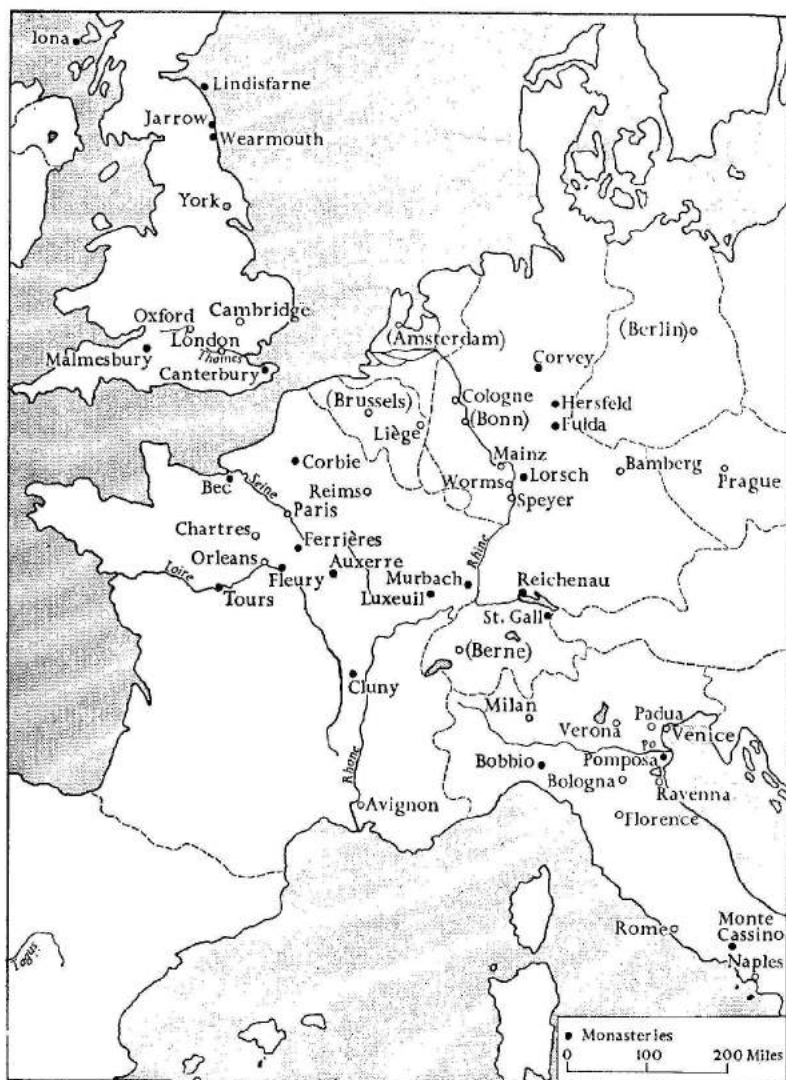 Iona
Lindisfarne
Jarrow
Wearmouth
York
Oxford
Cambridge
London
Thames
Malmesbury
Canterbury
(Amsterdam)
(Berlin)
Corvey
(Brussels)
Cologne
(Bonn)
Hersfeld
Fulda
Liège
Mainz
Corbie
Lorsch
Bamberg
Prague
Bec
Seine
Reims
Worms
Speyer
Paris
Chartres
Ferrières
Orleans
Auxerre
Rhine
Loire
Fleury
Murbach
Reichenau
Tours
Luxeuil
St. Gall
(Berne)
Cluny
Milan
Padua
Verona
Venice
Po
Rhone
Bobbio
Pomposa
Bologna
Ravenna
Avignon
Florence
Tagus
Rome
Monte
Cassino
Naples
Monasteries
0 120 200 Miles